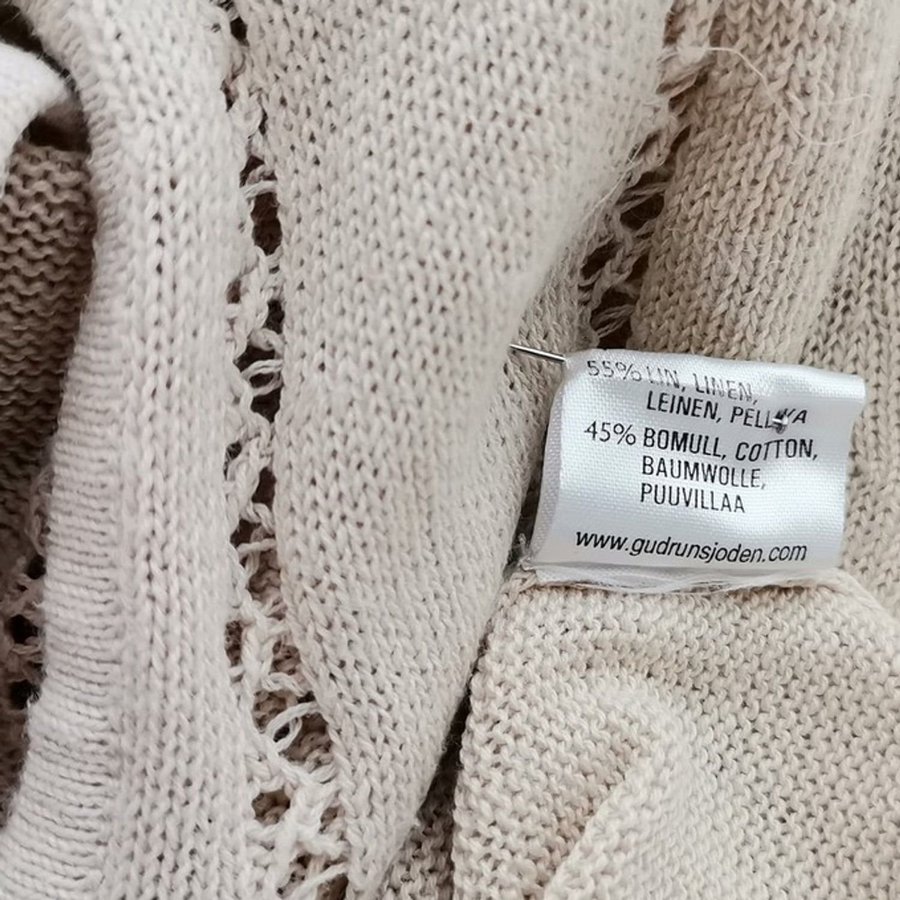 55% LIN, LINEN,
LEINEN,
45% BOMULL, COTTON,
BAUMWOLLE,
PUUVILLAA
www.gudrunsjoden.com